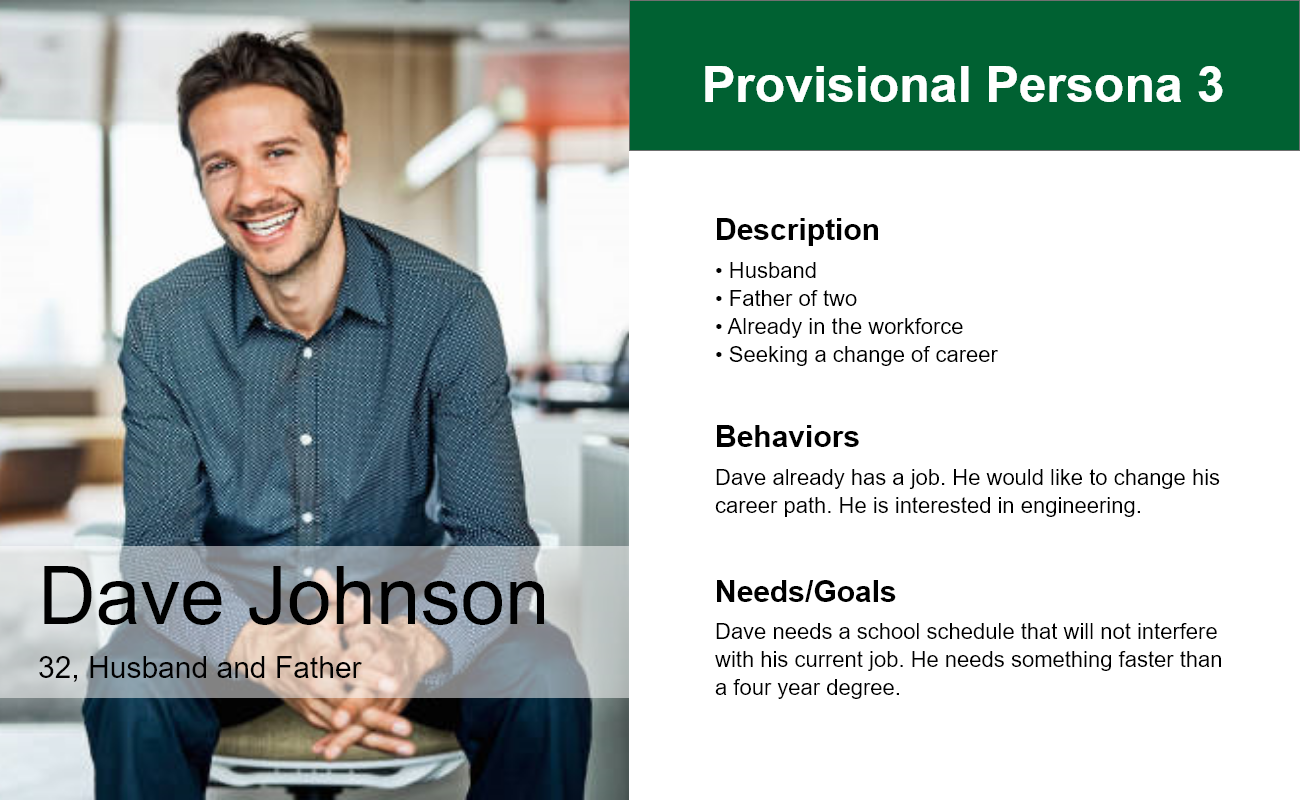 Provisional Persona 3
Description
• Husband
• Father of two
• Already in the workforce
• Seeking a change of career
Behaviors
Dave already has a job. He would like to change his
career path. He is interested in engineering.
Needs/Goals
Dave needs a school schedule that will not interfere
with his current job. He needs something faster than
a four year degree.
Dave Johnson
32, Husband and Father